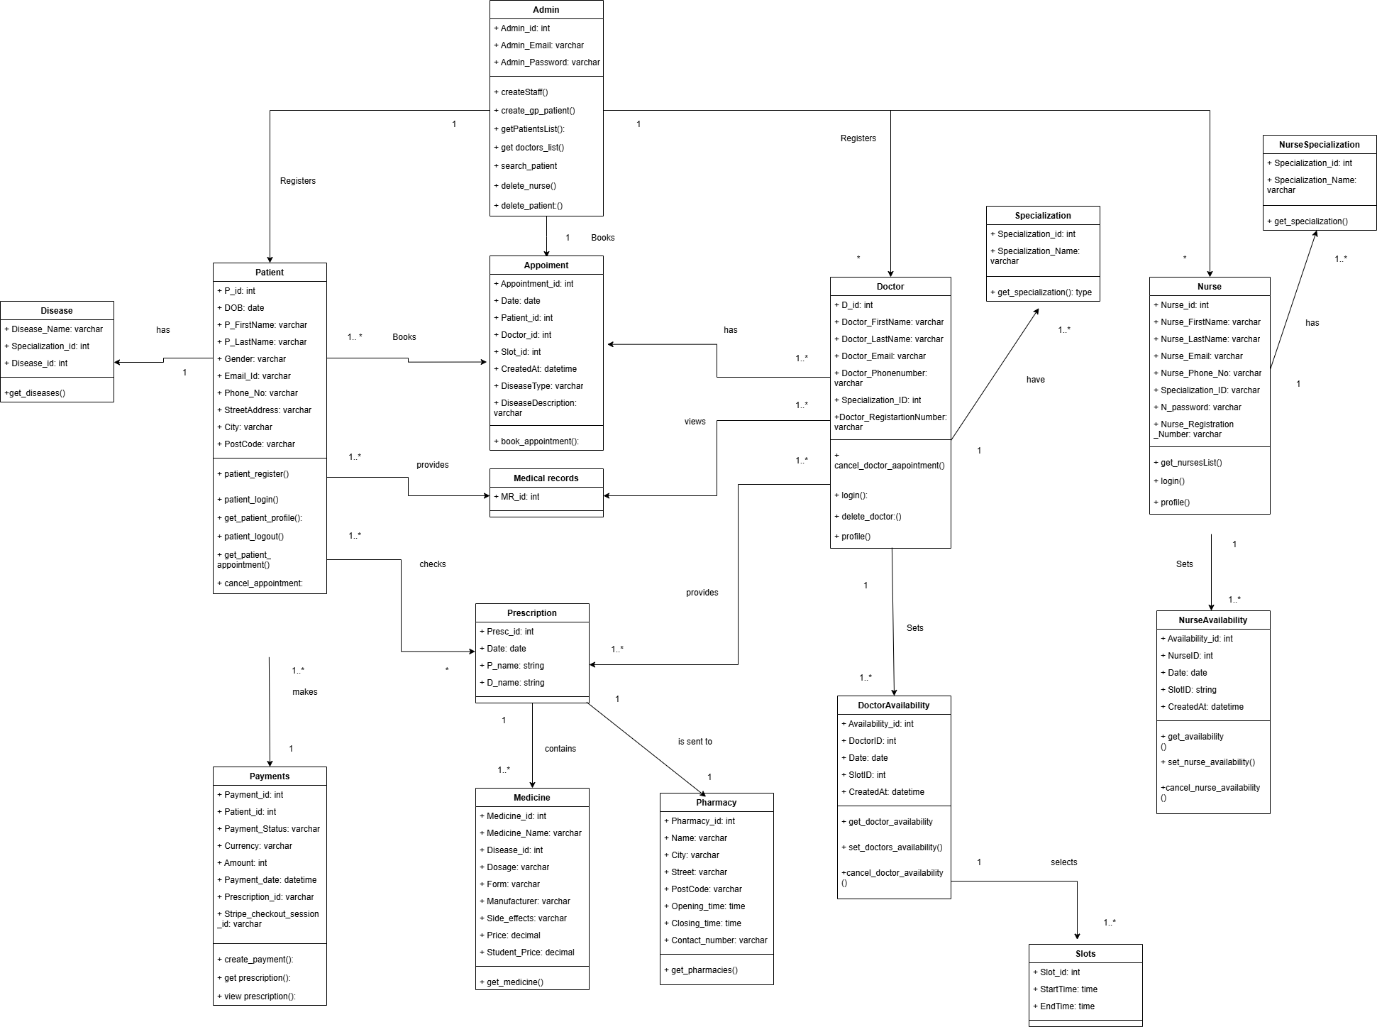 Admin
+ Admin_id: int
+ Admin_Email: varchar
+ Admin_Password: varchar
+ createStaff()
+ create_gp_patient()
+ getPatientsList():
+ get doctors_list()
+ search_patient
+ delete_nurse()
+ delete_patient:()
1
1
Registers
Registers
1
Books
*
*
NurseSpecialization
+ Specialization_id: int
+ Specialization_Name:
varchar
+ get_specialization()
Specialization
+ Specialization_id: int
+ Specialization_Name:
varchar
+ get_specialization(): type
1..*
has
1
1..*
have
1
Disease
+ Disease_Name: varchar
+ Specialization_id: int
+ Disease_id: int
+get_diseases()
has
1
Patient
+ P_id: int
+ DOB: date
+ P_FirstName: varchar
+ P_LastName: varchar
+ Gender: varchar
+ Email_Id: varchar
+ Phone_No: varchar
+ StreetAddress: varchar
+ City: varchar
+ PostCode: varchar
+ patient_register()
+ patient_login()
+ get_patient_profile():
+ patient_logout()
+ get_patient_
appointment()
+ cancel_appointment:
1..*
Books
1..*
provides
1..*
checks
*
Appoiment
+ Appointment_id: int
+ Date: date
+ Patient_id: int
+ Doctor_id: int
+ Slot_id: int
+ CreatedAt: datetime
+ DiseaseType: varchar
+ DiseaseDescription:
varchar
+ book_appointment():
Medical records
+ MR_id: int
has
1..*
1..*
views
1..*
provides
1..*
Doctor
+ D_id: int
+ Doctor_FirstName: varchar
+ Doctor_LastName: varchar
+ Doctor_Email: varchar
+ Doctor_Phonenumber:
varchar
+ Specialization_ID: int
+Doctor_RegistartionNumber:
varchar
+
cancel_doctor_aapointment()
+ login():
+ delete_doctor:()
+ profile()
Nurse
+ Nurse_id: int
+ Nurse_FirstName: varchar
+ Nurse_LastName: varchar
+ Nurse_Email: varchar
+ Nurse_Phone_No: varchar
+ Specialization_ID: varchar
+ N_password: varchar
+ Nurse_Registration
_Number: varchar
+ get_nursesList()
+ login()
+ profile()
1
Sets
1..*
1
Sets
1..*
Prescription
+ Presc_id: int
+ Date: date
+ P_name: string
+ D_name: string
1
contains
1..*
1
is sent to
1
1..*
makes
1
Payments
+ Payment_id: int
+ Patient_id: int
+ Payment_Status: varchar
+ Currency: varchar
+ Amount: int
+ Payment_date: datetime
+ Prescription_id: varchar
+ Stripe_checkout_session
_id: varchar
+ create_payment():
+ get prescription():
+ view prescription():
Medicine
+ Medicine_id: int
+ Medicine_Name: varchar
+ Disease_id: int
+ Dosage: varchar
+ Form: varchar
+ Manufacturer: varchar
+ Side_effects: varchar
+ Price: decimal
+ Student_Price: decimal
+ get_medicine()
Pharmacy
+ Pharmacy_id: int
+ Name: varchar
+ City: varchar
+ Street: varchar
+ PostCode: varchar
+ Opening_time: time
+ Closing_time: time
+ Contact_number: varchar
+ get_pharmacies()
DoctorAvailability
+ Availability_id: int
+ DoctorID: int
+ Date: date
+ SlotID: int
+ CreatedAt: datetime
+ get_doctor_availability
+ set_doctors_availability()
+cancel_doctor_availability
()
NurseAvailability
+ Availability_id: int
+ NurseID: int
+ Date: date
+ SlotID: string
+ CreatedAt: datetime
+ get_availability
()
+ set_nurse_availability()
+cancel_nurse_availability
()
1
selects
1..*
Slots
+ Slot_id: int
+ StartTime: time
+ EndTime: time